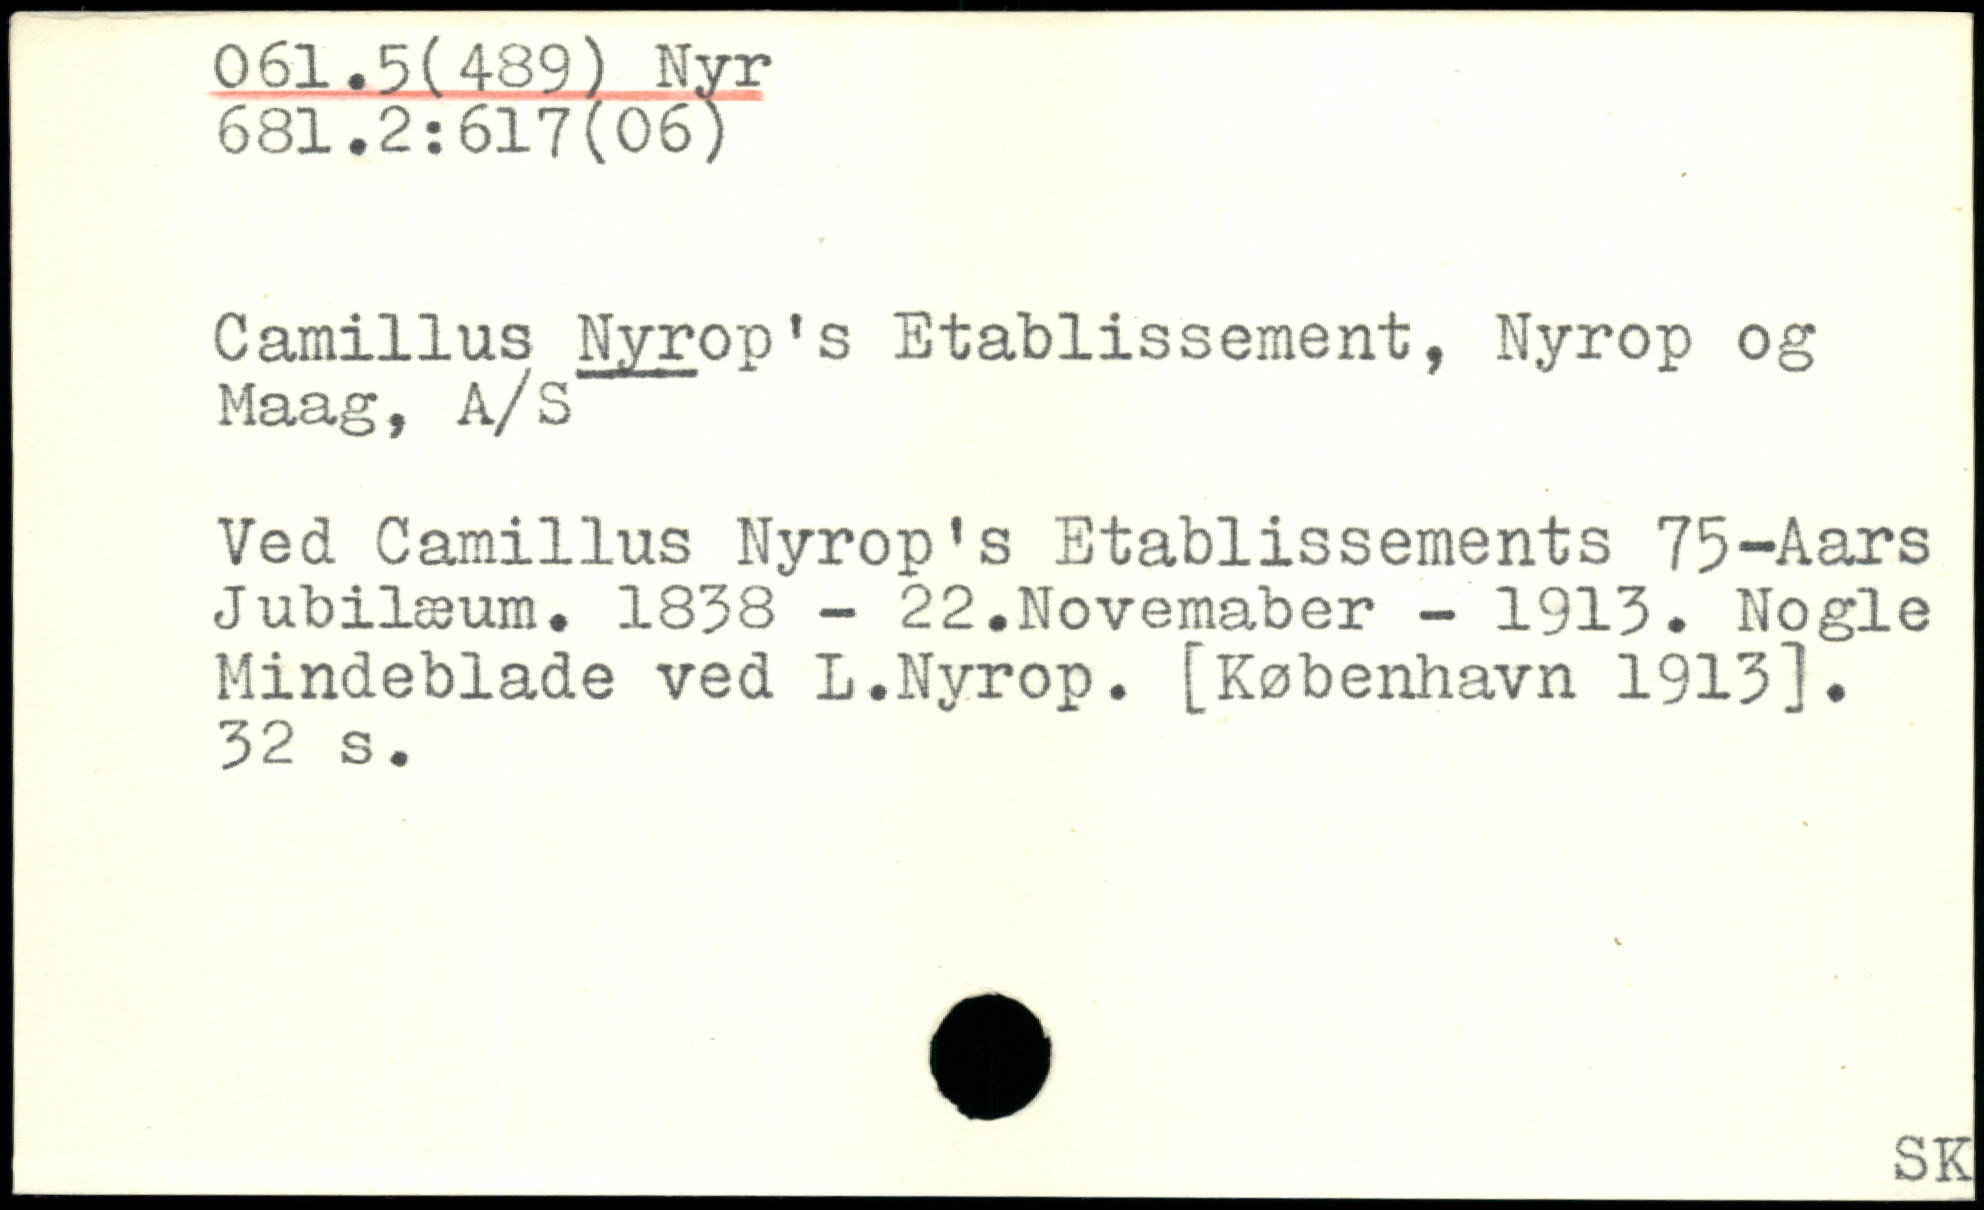 061.5(489) Nyr
681.2:617(06)
Camillus Nyrop's Etablissement, Nyrop og
Maag, A/S
Ved Camillus Nyrop's Etablissements 75-Aars
Jubilæum. 1838 - 22.Novemaber - 1913. Nogle
Mindeblade ved L.Nyrop. [København 1913].
32 s.
SK